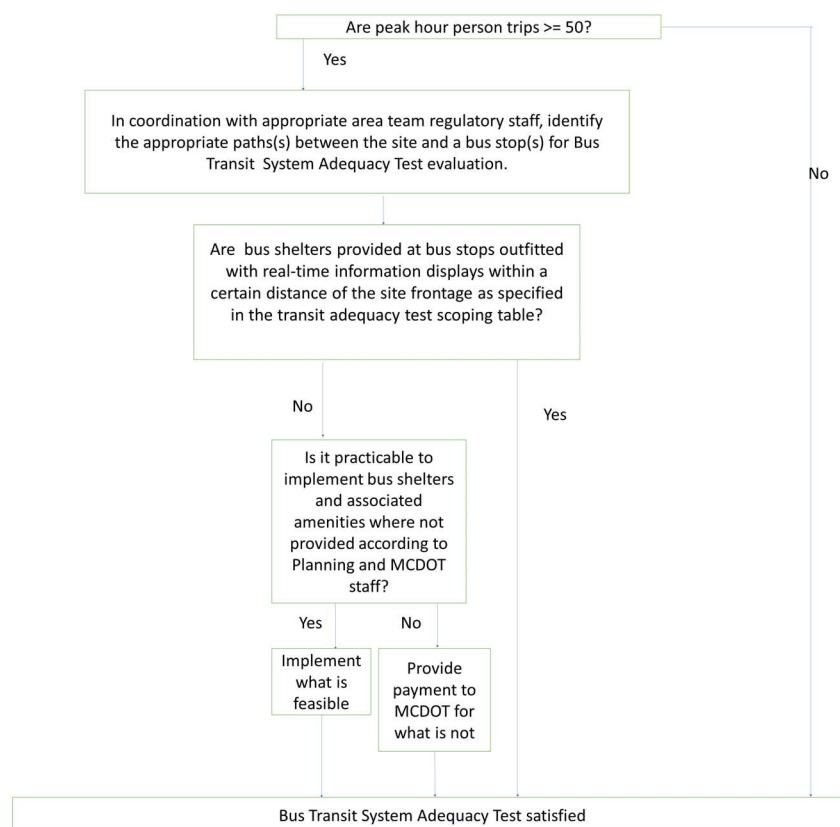 Are peak hour person trips >= 50?
Yes
In coordination with appropriate area team regulatory staff, identify
the appropriate paths(s) between the site and a bus stop(s) for Bus
Transit System Adequacy Test evaluation.
No
Are bus shelters provided at bus stops outfitted
with real-time information displays within a
certain distance of the site frontage as specified
in the transit adequacy test scoping table?
No
Yes
Is it practicable to
implement bus shelters
and associated
amenities where not
provided according to
Planning and MCDOT
staff?
Yes
No
Implement
what is
feasible
Provide
payment to
MCDOT for
what is not
Bus Transit System Adequacy Test satisfied